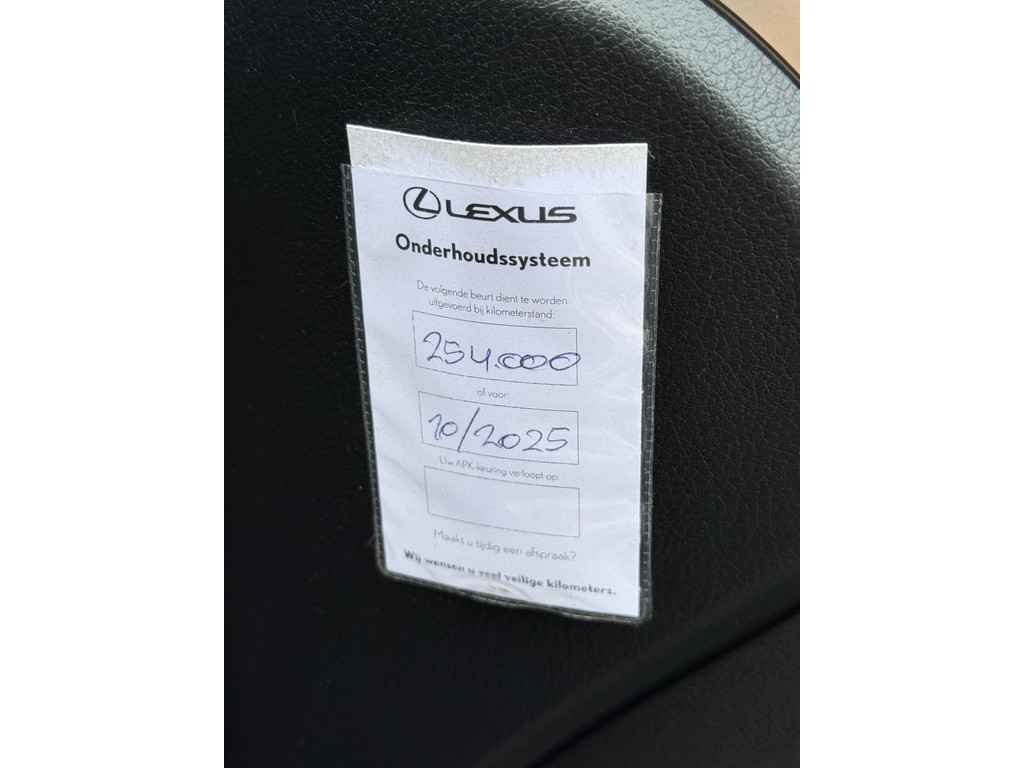 LEXUS
Onderhoudssysteem
De volgende beurt dient te worden
uitgevoerd bij kilometerstand:
254.000
of voor:
10/2025
Uw APK-keuring verloopt op:
Maakt u tijdig een afspraak?
Wij wensen u veel veilige kilometers.